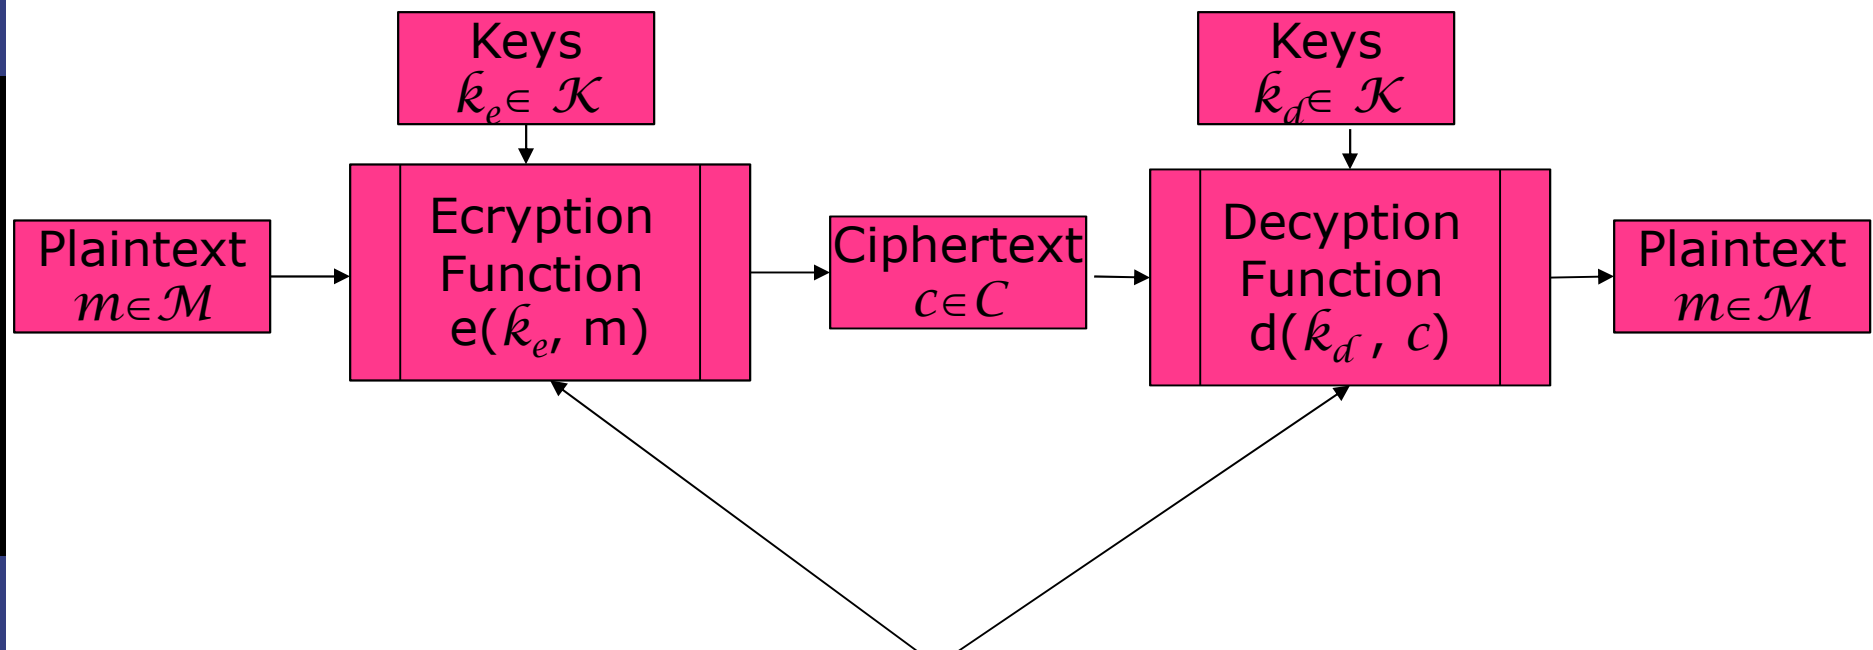 Keys
kₑ∈ 𝒦
Keys
k_d∈ 𝒦
Plaintext
m∈ℳ
Ecryption
Function
e(kₑ, m)
Ciphertext
c∈C
Decyption
Function
d(k_d , c)
Plaintext
m∈ℳ